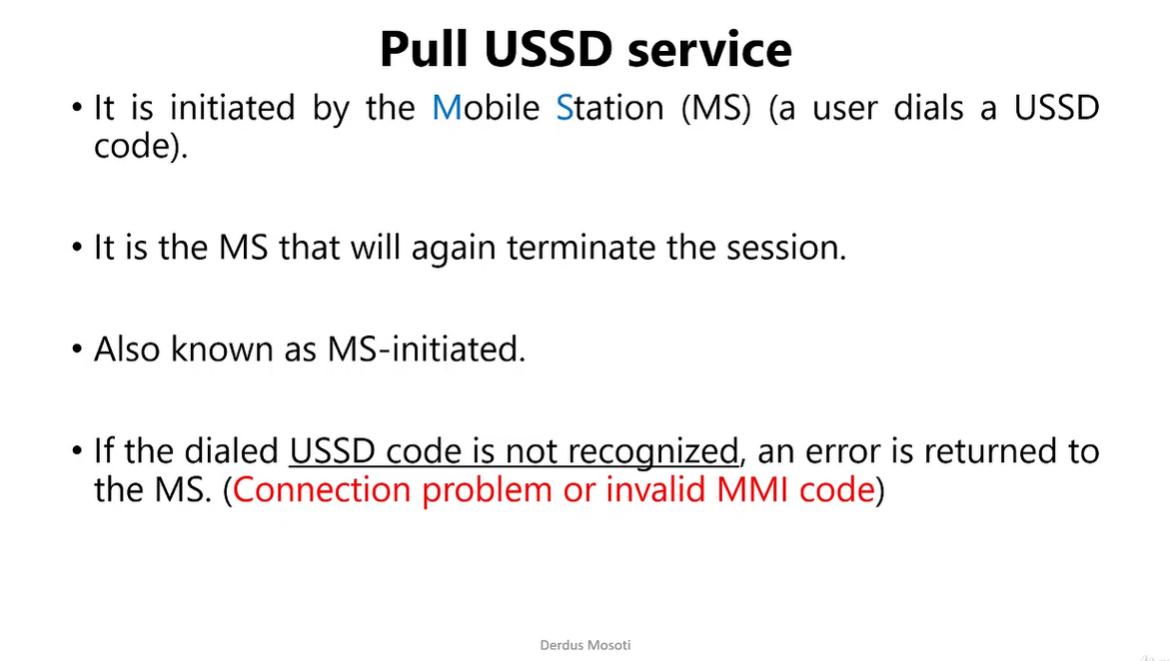 Pull USSD service
• It is initiated by the Mobile Station (MS) (a user dials a USSD
code).
• It is the MS that will again terminate the session.
• Also known as MS-initiated.
• If the dialed USSD code is not recognized, an error is returned to
the MS. (Connection problem or invalid MMI code)
Derdus Mosoti